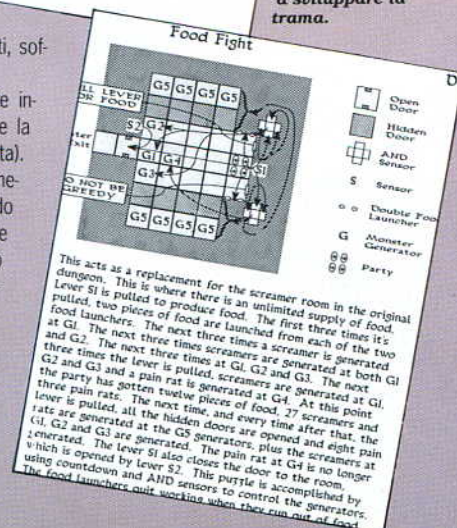 a sviluppare la
trama.
ti, sof-
e in-
e la
ta).
ne-
do
e
Food Fight
G5 G5 G5 G5
LL LEVER
OR FOOD
S2 G2
ster
xit
G1 G4
S1
G3
O NOT BE
GREEDY
G5 G5 G5 G5
D
Open
Door
Hidden
Door
AND
Sensor
S Sensor
Double Foo
Launcher
G Monster
Generator
Party
This acts as a replacement for the screamer room in the original
dungeon. This is where there is an unlimited supply of food.
Lever S1 is pulled to produce food. The first three times it's
pulled, two pieces of food are launched from each of the two
food launchers. The next three times a screamer is generated
at G1. The next three times screamers are generated at both G1
and G2. The next three times at G1, G2 and G3. The next
three times the lever is pulled, screamers are generated at G1,
G2 and G3 and a pain rat is generated at G4. At this point
the party has gotten twelve pieces of food, 27 screamers and
three pain rats. The next time, and every time after that, the
lever is pulled, all the hidden doors are opened and eight pain
rats are generated at the G5 generators, plus the screamers at
G1, G2 and G3 are generated. The pain rat at G4 is no longer
generated. The lever S1 also closes the door to the room,
which is opened by lever S2. This puzzle is accomplished by
using countdown and AND sensors to control the generators.
The food launchers quit working when they run out of food